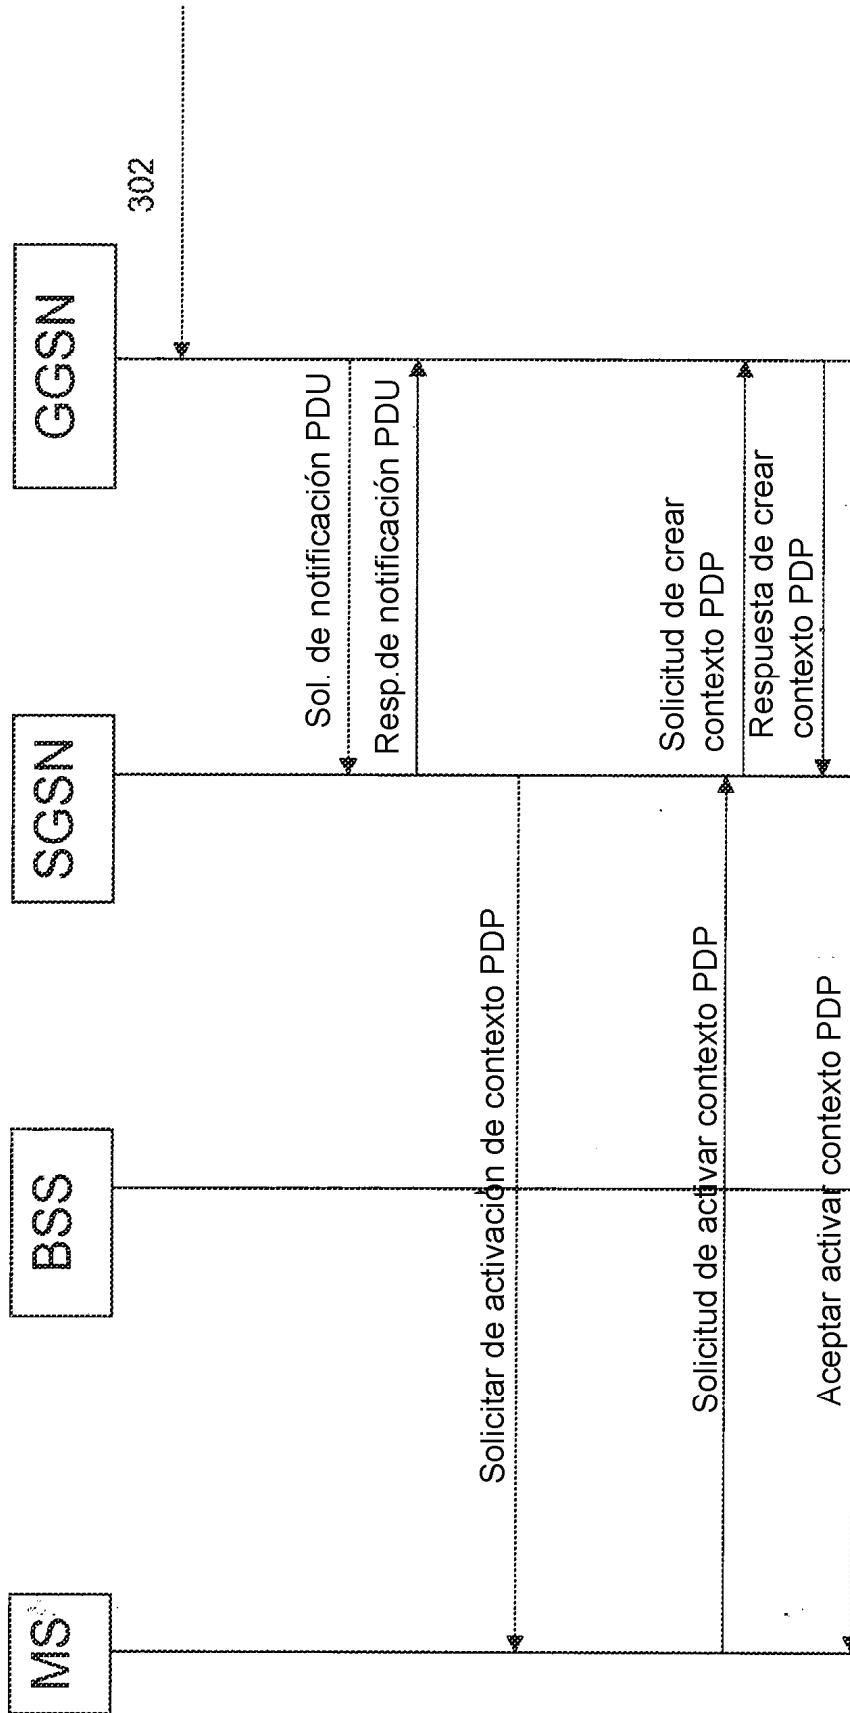 MS
BSS
SGSN
GGSN
302
Sol. de notificación PDU
Resp.de notificación PDU
Solicitar de activación de contexto PDP
Solicitud de activar contexto PDP
Solicitud de crear
contexto PDP
Respuesta de crear
contexto PDP
Aceptar activar contexto PDP